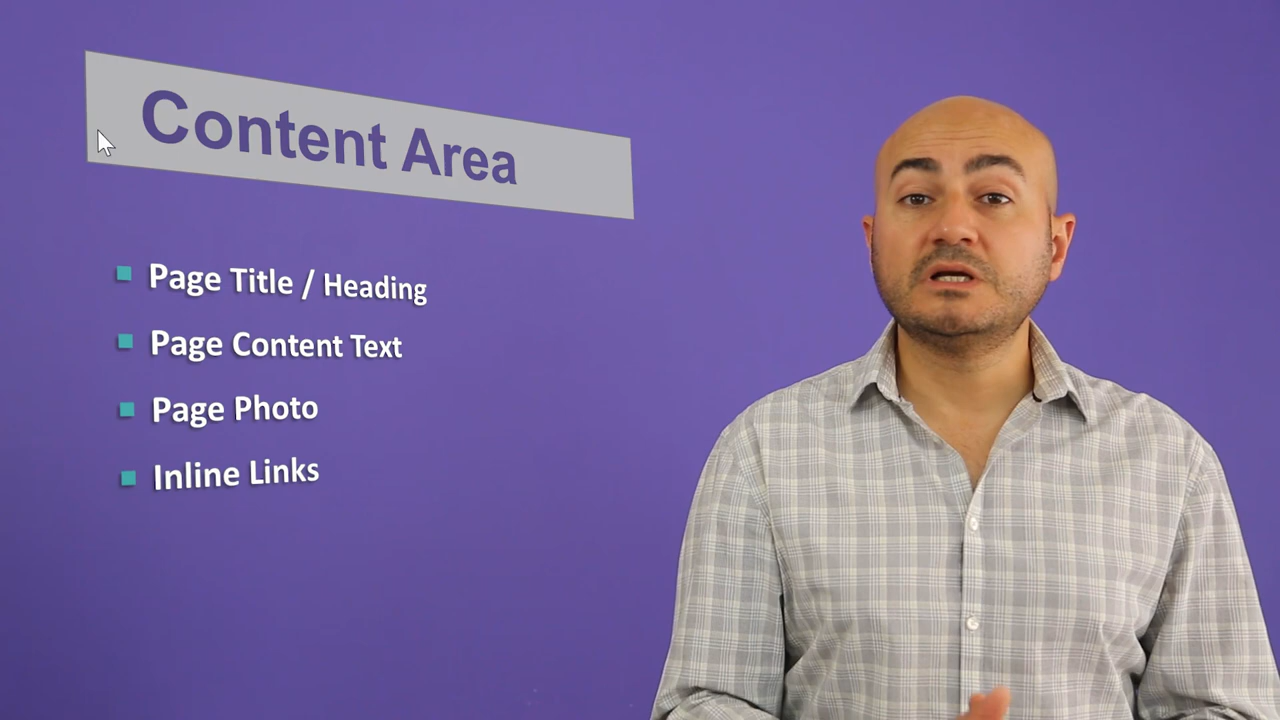 Content Area
Page Title / Heading
Page Content Text
Page Photo
Inline Links